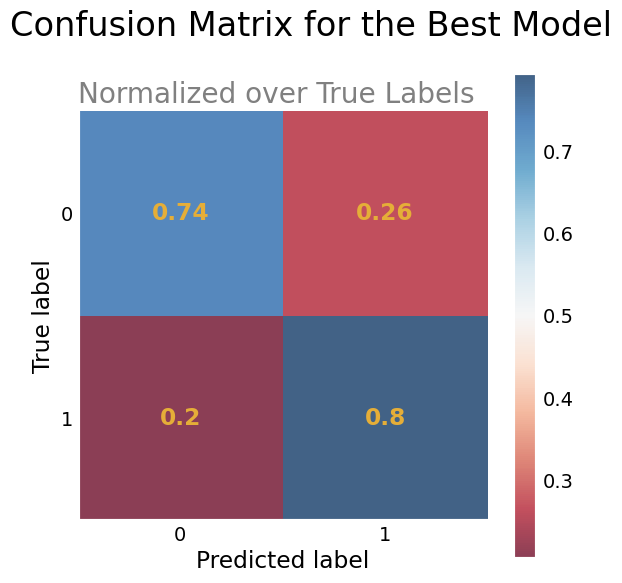 Confusion Matrix for the Best Model
Normalized over True Labels
0.74 0.26
0.2 0.8
0
1
True label
0 1
Predicted label
0.7
0.6
0.5
0.4
0.3